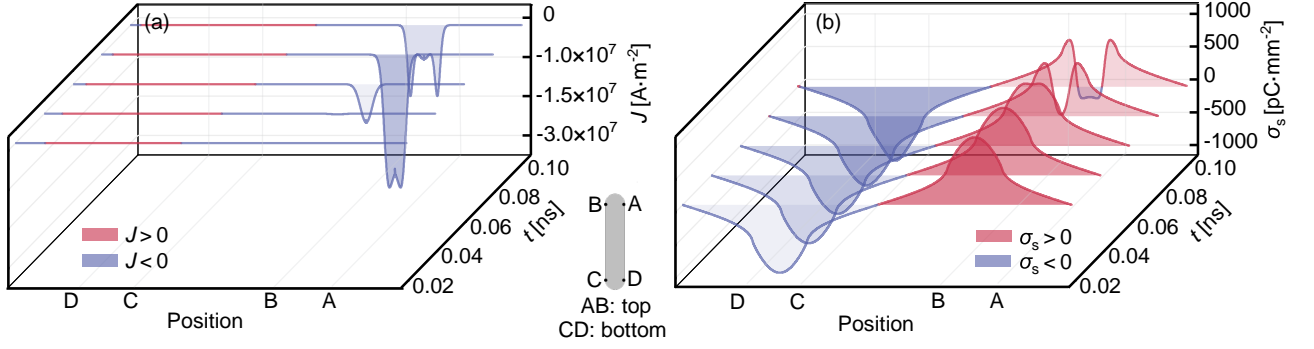 (a)
0
-1.0×10⁷
-1.5×10⁷
-3.0×10⁷
J [A·m⁻²]
0.10
0.08
0.06
0.04
0.02
t [ns]
J > 0
J < 0
D C B A
Position
B A
C D
AB: top
CD: bottom
(b)
1000
500
0
-500
-1000
σₛ [pC·mm⁻²]
0.10
0.08
0.06
0.04
0.02
t [ns]
σₛ > 0
σₛ < 0
D C B A
Position